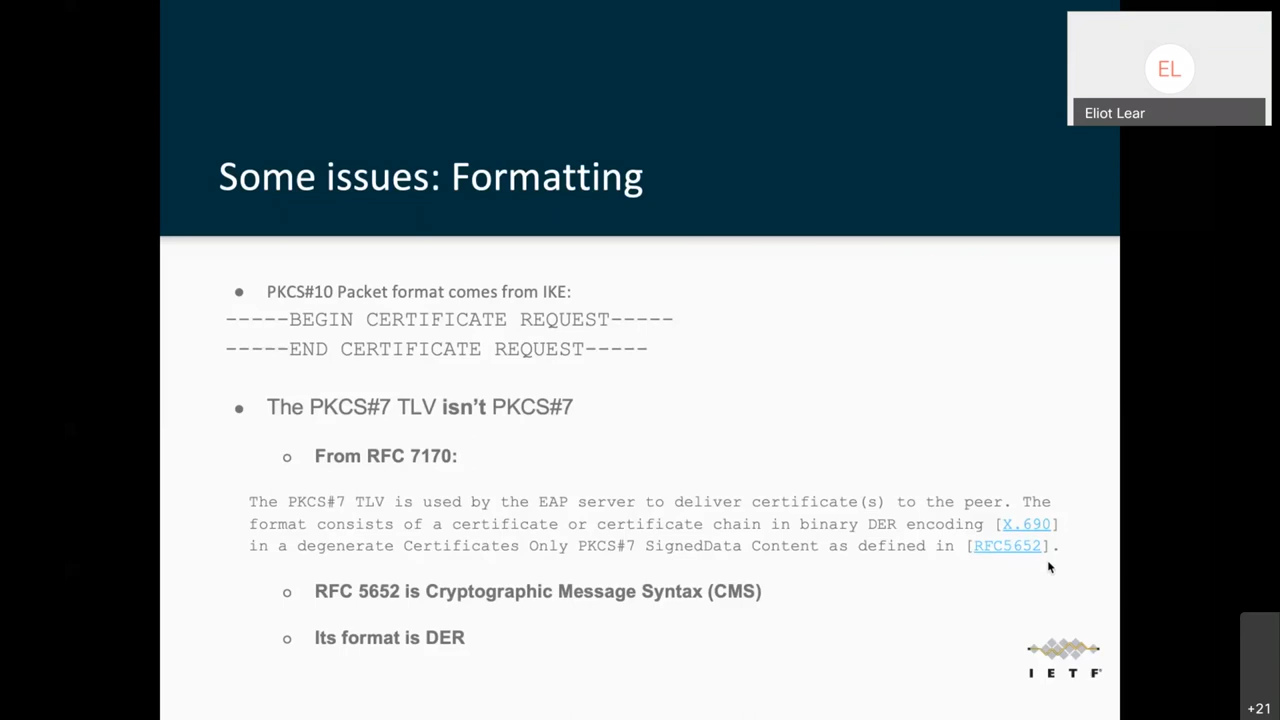 EL
Eliot Lear
Some issues: Formatting
● PKCS#10 Packet format comes from IKE:
-----BEGIN CERTIFICATE REQUEST-----
-----END CERTIFICATE REQUEST-----
● The PKCS#7 TLV isn't PKCS#7
○ From RFC 7170:
The PKCS#7 TLV is used by the EAP server to deliver certificate(s) to the peer. The
format consists of a certificate or certificate chain in binary DER encoding [X.690]
in a degenerate Certificates Only PKCS#7 SignedData Content as defined in [RFC5652].
○ RFC 5652 is Cryptographic Message Syntax (CMS)
○ Its format is DER
I E T F®
+21